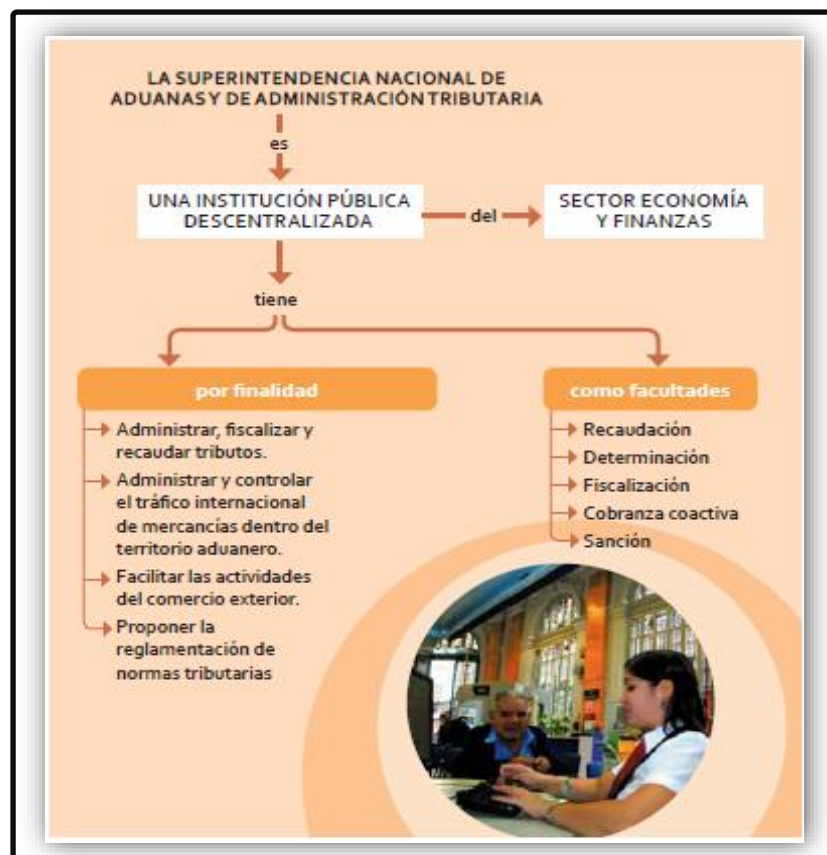 LA SUPERINTENDENCIA NACIONAL DE
ADUANAS Y DE ADMINISTRACIÓN TRIBUTARIA
es
UNA INSTITUCIÓN PÚBLICA
DESCENTRALIZADA
del
SECTOR ECONOMÍA
Y FINANZAS
tiene
por finalidad
Administrar, fiscalizar y
recaudar tributos.
Administrar y controlar
el tráfico internacional
de mercancías dentro del
territorio aduanero.
Facilitar las actividades
del comercio exterior.
Proponer la
reglamentación de
normas tributarias
como facultades
Recaudación
Determinación
Fiscalización
Cobranza coactiva
Sanción